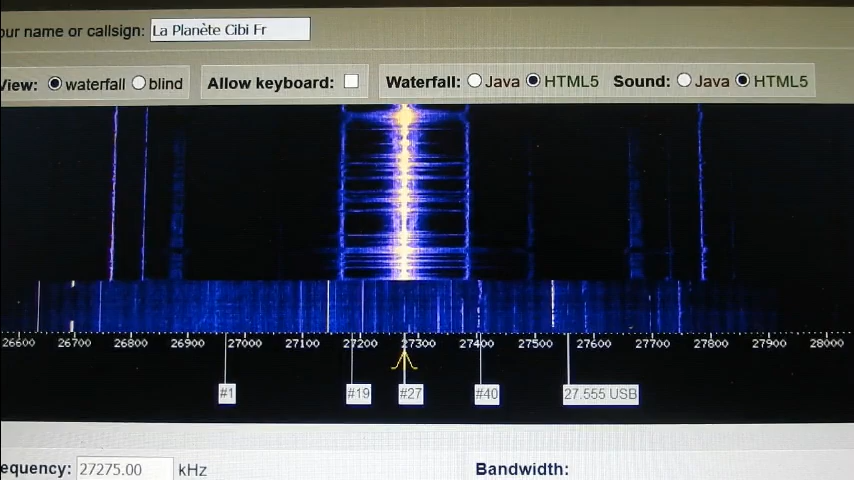 our name or callsign: La Planète Cibi Fr
View: waterfall blind Allow keyboard: Waterfall: Java HTML5 Sound: Java HTML5
26600 26700 26800 26900 27000 27100 27200 27300 27400 27500 27600 27700 27800 27900 28000
#1 #19 #27 #40 27.555 USB
equency: 27275.00 kHz Bandwidth: